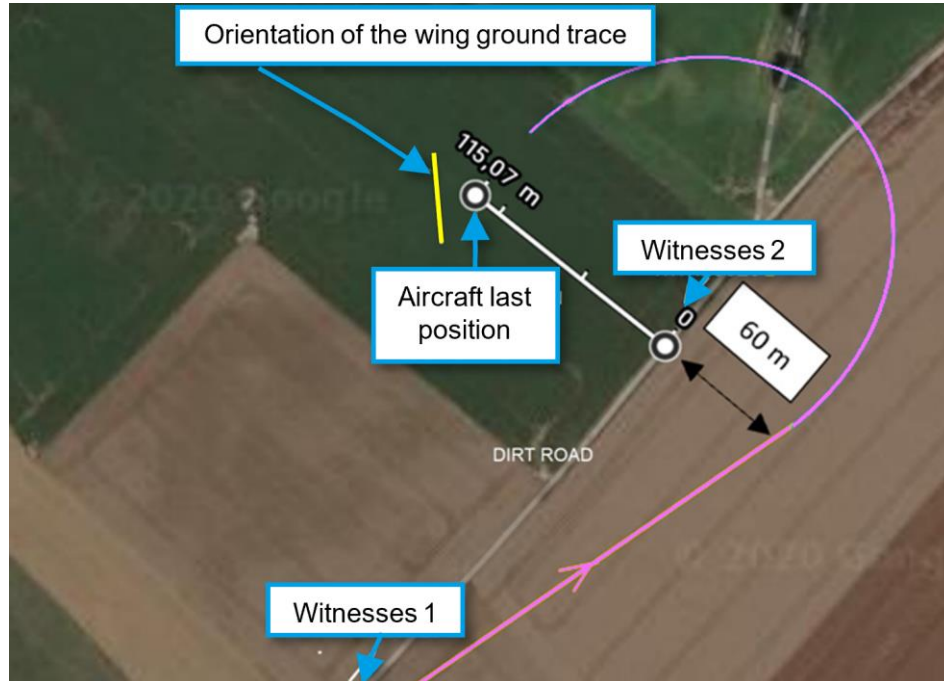 Orientation of the wing ground trace
115,07 m
© 2020 Google
Witnesses 2
Aircraft last
position
0
60 m
DIRT ROAD
© 2020 Goog
Witnesses 1